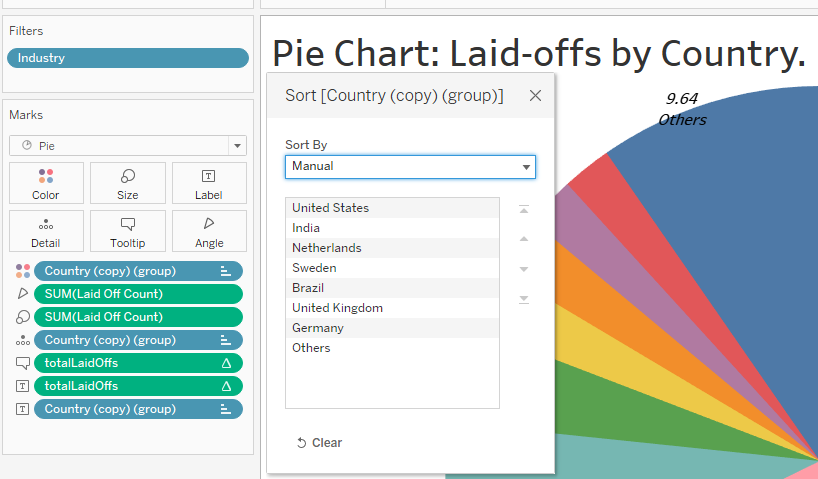 Filters
Industry
Marks
Pie
Color
Size
Label
Detail
Tooltip
Angle
Country (copy) (group)
SUM(Laid Off Count)
SUM(Laid Off Count)
Country (copy) (group)
totalLaidOffs
totalLaidOffs
Country (copy) (group)
Pie Chart: Laid-offs by Country.
Sort [Country (copy) (group)]
Sort By
Manual
United States
India
Netherlands
Sweden
Brazil
United Kingdom
Germany
Others
Clear
9.64
Others